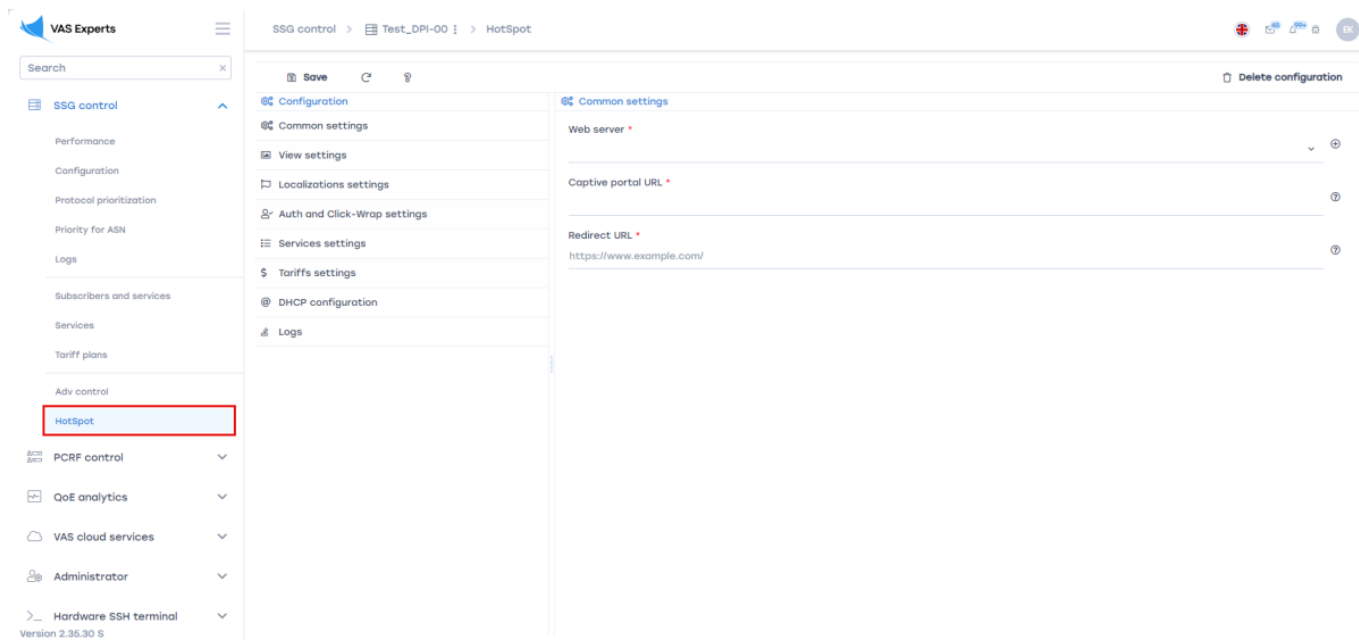 VAS Experts
SSG control > Test_DPI-00 > HotSpot
48
99+
EK
Search
Save
Delete configuration
SSG control
Performance
Configuration
Protocol prioritization
Priority for ASN
Logs
Subscribers and services
Services
Tariff plans
Adv control
HotSpot
PCRF control
QoE analytics
VAS cloud services
Administrator
Hardware SSH terminal
Version 2.35.30 S
Configuration
Common settings
View settings
Localizations settings
Auth and Click-Wrap settings
Services settings
Tariffs settings
DHCP configuration
Logs
Common settings
Web server *
Captive portal URL *
Redirect URL *
https://www.example.com/